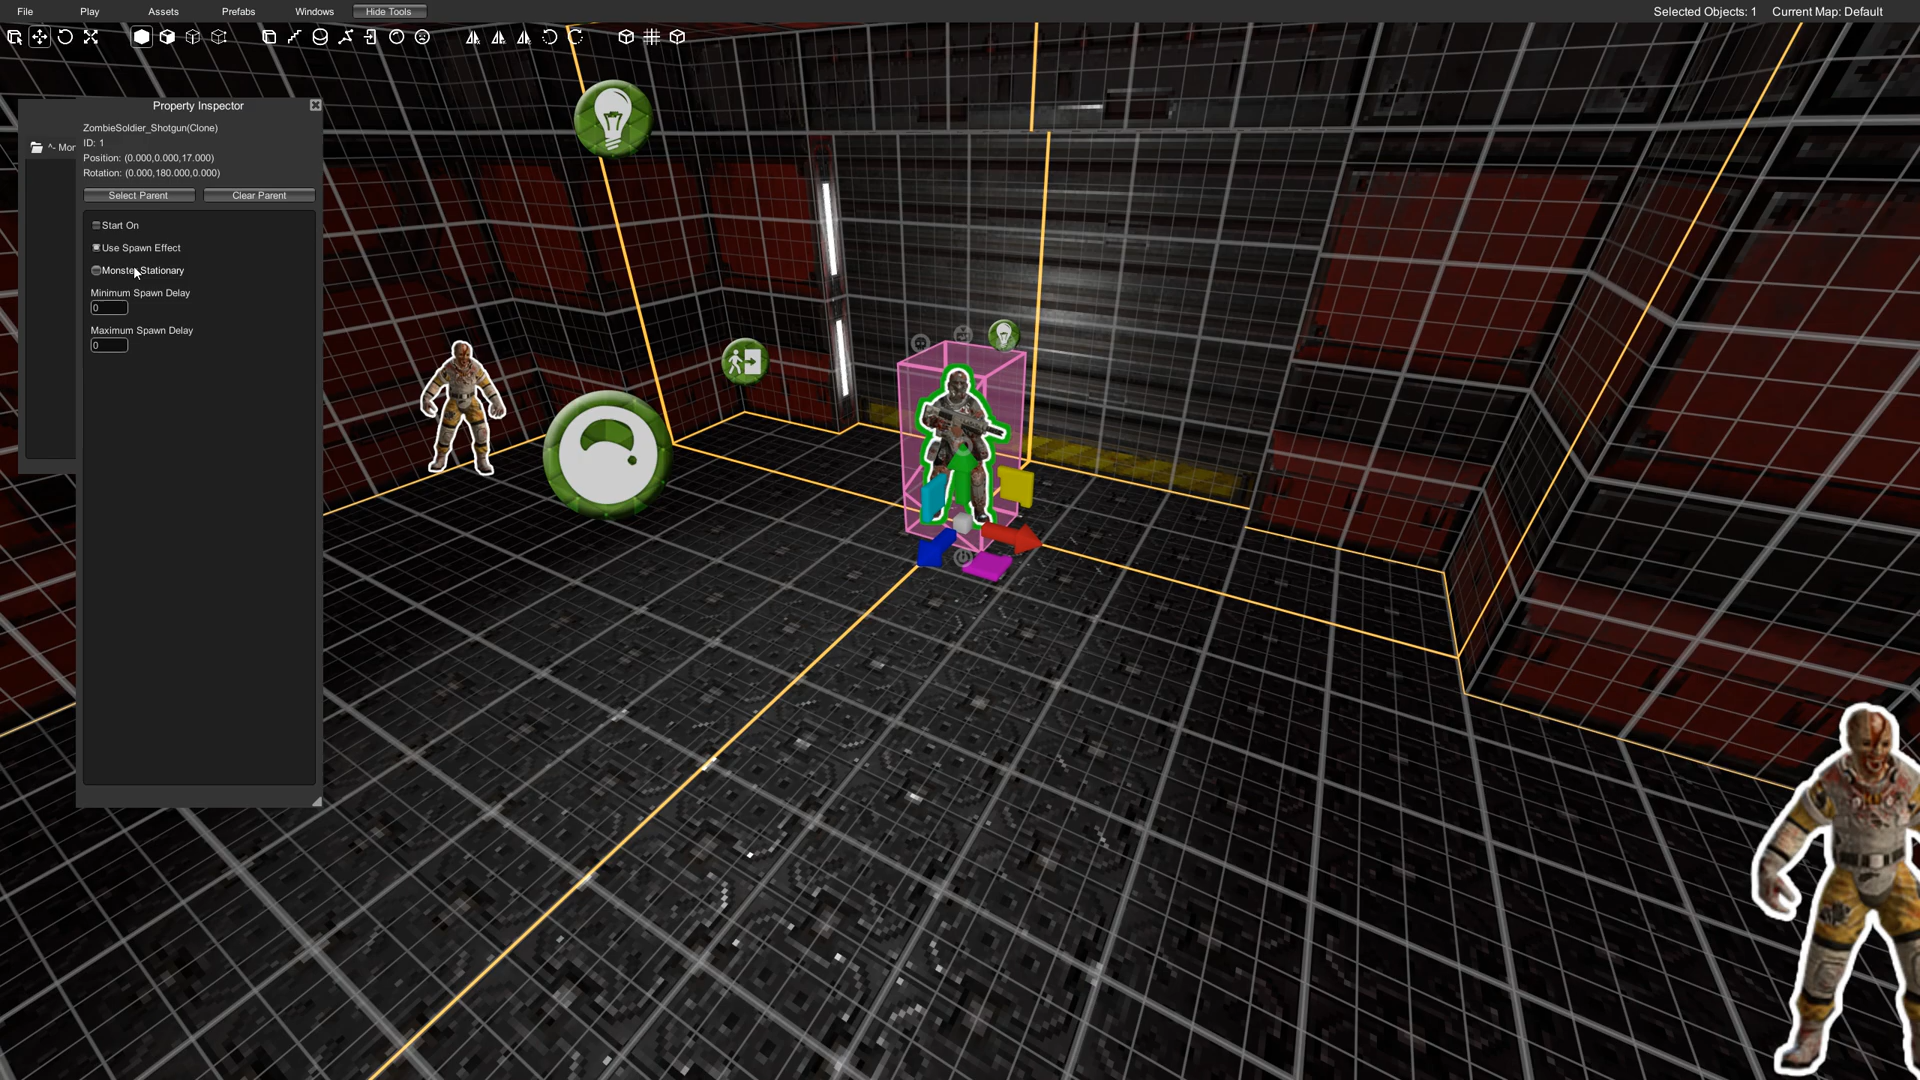 File Play Assets Prefabs Windows Hide Tools Selected Objects: 1 Current Map: Default
Property Inspector
ZombieSoldier_Shotgun(Clone)
ID: 1
^- Mor
Position: (0.000,0.000,17.000)
Rotation: (0.000,180.000,0.000)
Select Parent Clear Parent
Start On
Use Spawn Effect
Monster Stationary
Minimum Spawn Delay
0
Maximum Spawn Delay
0